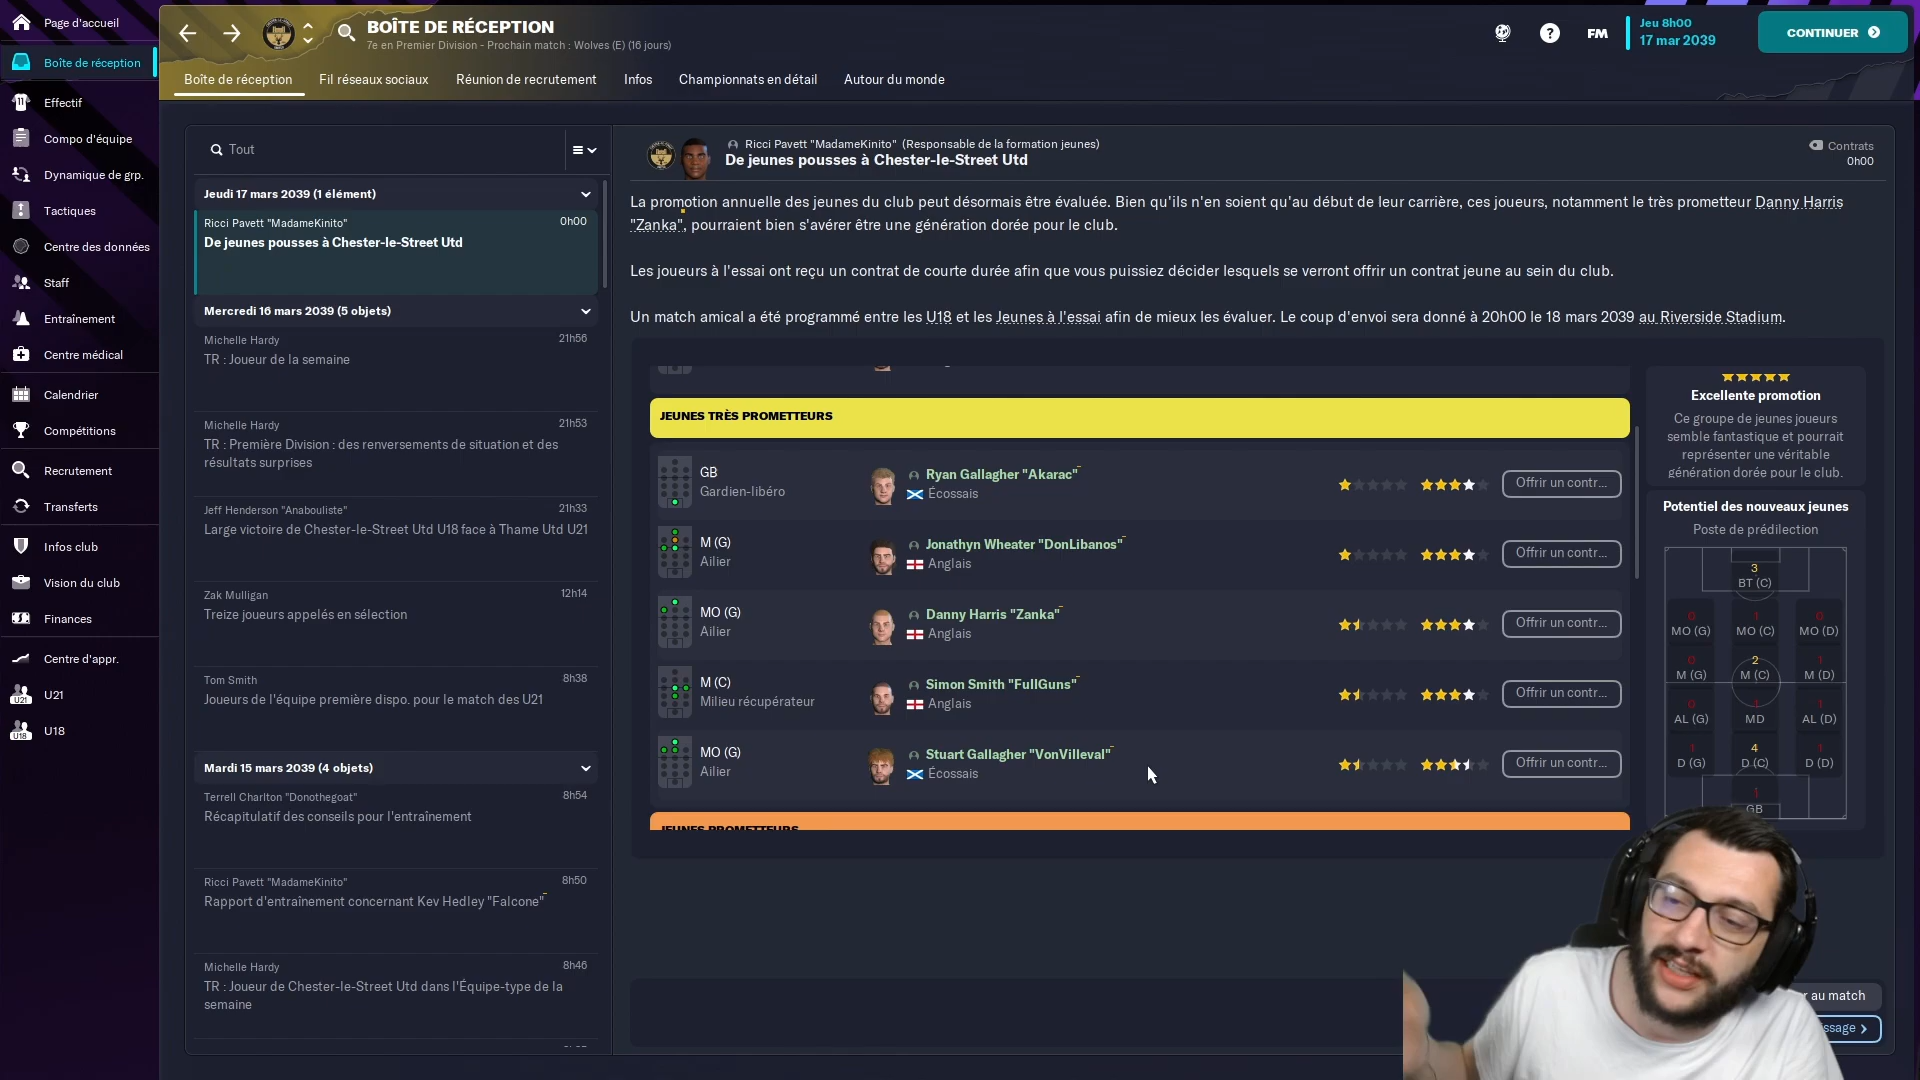 Page d'accueil
Boîte de réception
Effectif
Compo d'équipe
Dynamique de grp.
Tactiques
Centre des données
Staff
Entraînement
Centre médical
Calendrier
Compétitions
Recrutement
Transferts
Infos club
Vision du club
Finances
Centre d'appr.
U21
U18
BOÎTE DE RÉCEPTION
7e en Premier Division - Prochain match : Wolves (E) (16 jours)
FM
Jeu 8h00
17 mar 2039
CONTINUER
Boîte de réception
Fil réseaux sociaux
Réunion de recrutement
Infos
Championnats en détail
Autour du monde
Tout
Jeudi 17 mars 2039 (1 élément)
Ricci Pavett "MadameKinito"
0h00
De jeunes pousses à Chester-le-Street Utd
Mercredi 16 mars 2039 (5 objets)
Michelle Hardy
21h56
TR : Joueur de la semaine
Michelle Hardy
21h53
TR : Première Division : des renversements de situation et des
résultats surprises
Jeff Henderson "Anabouliste"
21h33
Large victoire de Chester-le-Street Utd U18 face à Thame Utd U21
Zak Mulligan
12h14
Treize joueurs appelés en sélection
Tom Smith
8h38
Joueurs de l'équipe première dispo. pour le match des U21
Mardi 15 mars 2039 (4 objets)
Terrell Charlton "Donothegoat"
8h54
Récapitulatif des conseils pour l'entraînement
Ricci Pavett "MadameKinito"
8h50
Rapport d'entraînement concernant Kev Hedley "Falcone"
Michelle Hardy
8h46
TR : Joueur de Chester-le-Street Utd dans l'Équipe-type de la
semaine
Ricci Pavett "MadameKinito" (Responsable de la formation jeunes)
De jeunes pousses à Chester-le-Street Utd
Contrats
0h00
La promotion annuelle des jeunes du club peut désormais être évaluée. Bien qu'ils n'en soient qu'au début de leur carrière, ces joueurs, notamment le très prometteur Danny Harris
"Zanka", pourraient bien s'avérer être une génération dorée pour le club.
Les joueurs à l'essai ont reçu un contrat de courte durée afin que vous puissiez décider lesquels se verront offrir un contrat jeune au sein du club.
Un match amical a été programmé entre les U18 et les Jeunes à l'essai afin de mieux les évaluer. Le coup d'envoi sera donné à 20h00 le 18 mars 2039 au Riverside Stadium.
JEUNES TRÈS PROMETTEURS
GB
Gardien-libéro
Ryan Gallagher "Akarac"
Écossais
Offrir un contr...
M (G)
Ailier
Jonathyn Wheater "DonLibanos"
Anglais
Offrir un contr...
MO (G)
Ailier
Danny Harris "Zanka"
Anglais
Offrir un contr...
M (C)
Milieu récupérateur
Simon Smith "FullGuns"
Anglais
Offrir un contr...
MO (G)
Ailier
Stuart Gallagher "VonVilleval"
Écossais
Offrir un contr...
JEUNES PROMETTEURS
Excellente promotion
Ce groupe de jeunes joueurs
semble fantastique et pourrait
représenter une véritable
génération dorée pour le club.
Potentiel des nouveaux jeunes
Poste de prédilection
3
BT (C)
0 1 0
MO (G) MO (C) MO (D)
0 2 1
M (G) M (C) M (D)
0 1 1
AL (G) MD AL (D)
1 4 1
D (G) D (C) D (D)
1
GB
r au match
ssage